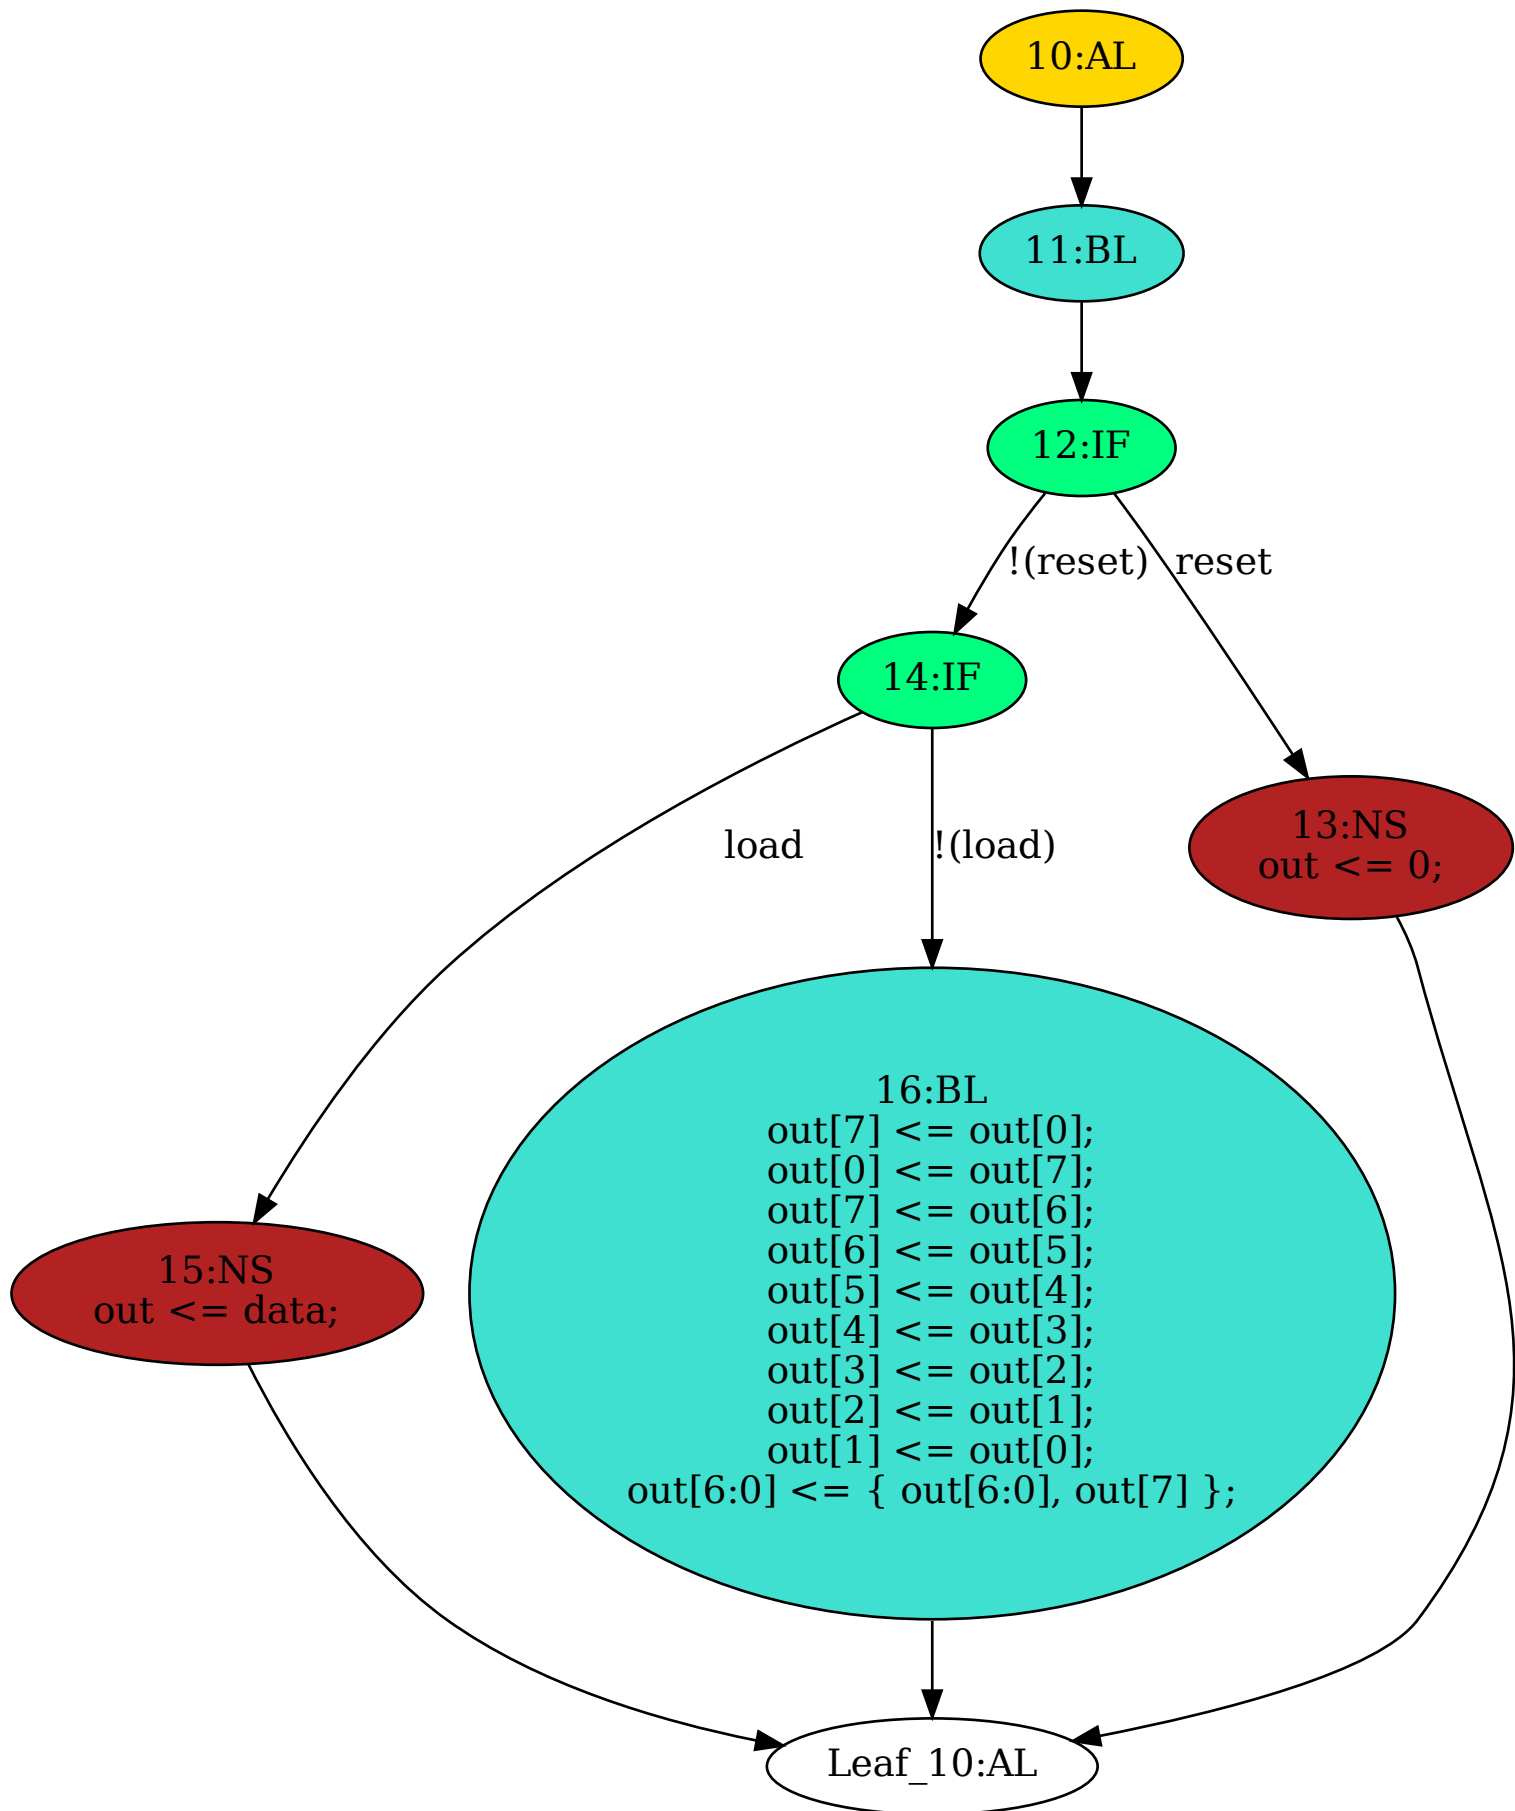 10:AL
11:BL
12:IF
!(reset)
reset
14:IF
13:NS
out <= 0;
load
!(load)
16:BL
out[7] <= out[0];
out[0] <= out[7];
out[7] <= out[6];
out[6] <= out[5];
out[5] <= out[4];
out[4] <= out[3];
out[3] <= out[2];
out[2] <= out[1];
out[1] <= out[0];
out[6:0] <= { out[6:0], out[7] };
15:NS
out <= data;
Leaf_10:AL